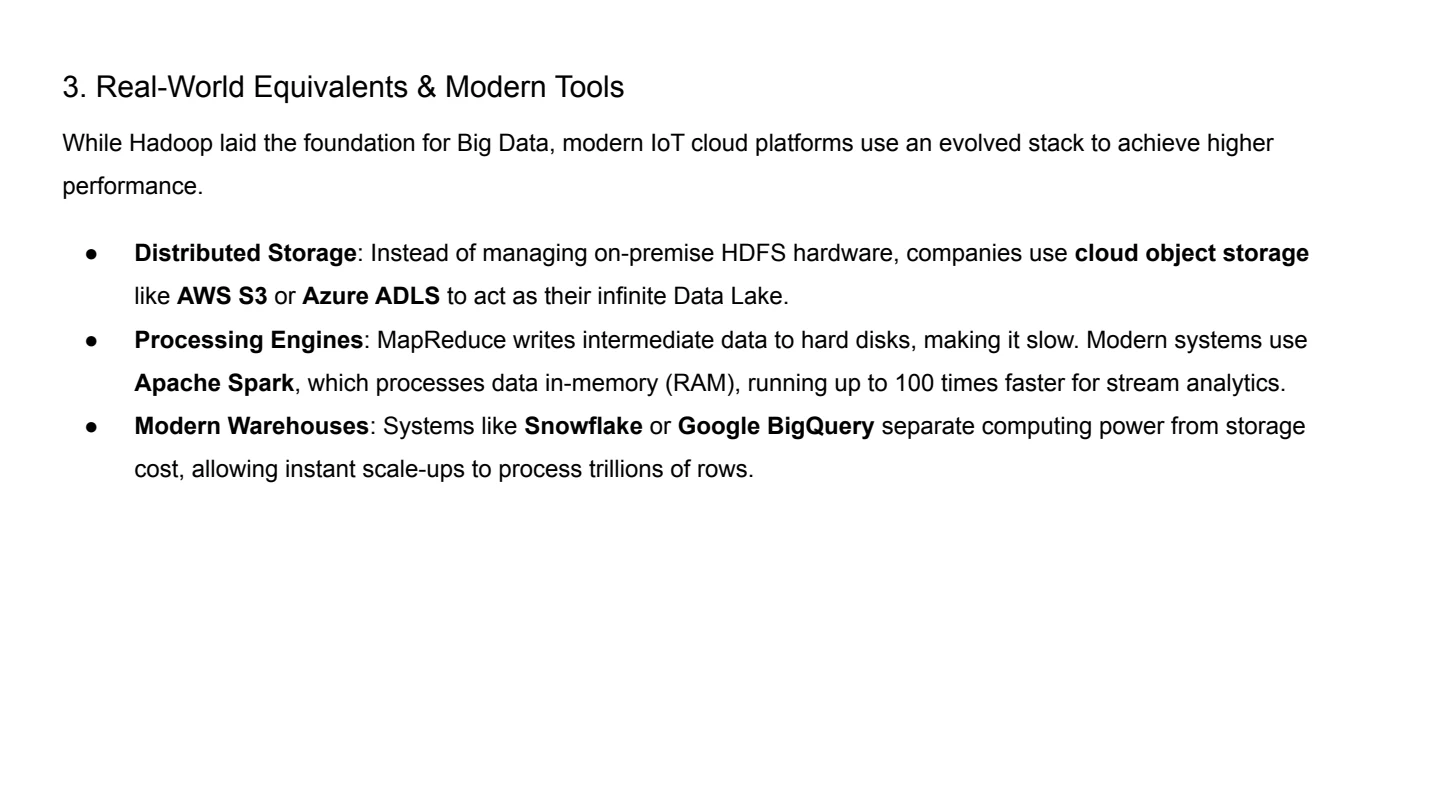 3. Real-World Equivalents & Modern Tools
While Hadoop laid the foundation for Big Data, modern IoT cloud platforms use an evolved stack to achieve higher
performance.
● Distributed Storage: Instead of managing on-premise HDFS hardware, companies use cloud object storage
like AWS S3 or Azure ADLS to act as their infinite Data Lake.
● Processing Engines: MapReduce writes intermediate data to hard disks, making it slow. Modern systems use
Apache Spark, which processes data in-memory (RAM), running up to 100 times faster for stream analytics.
● Modern Warehouses: Systems like Snowflake or Google BigQuery separate computing power from storage
cost, allowing instant scale-ups to process trillions of rows.